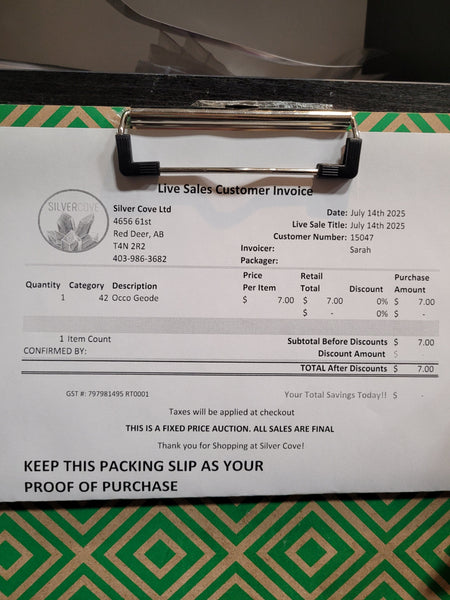 Live Sales Customer Invoice
SILVERCOVE
Silver Cove Ltd
4656 61st
Red Deer, AB
T4N 2R2
403-986-3682
Date: July 14th 2025
Live Sale Title: July 14th 2025
Customer Number: 15047
Invoicer: Sarah
Packager:
Quantity Category Description Price Per Item Retail Total Discount Purchase Amount
1 42 Occo Geode $ 7.00 $ 7.00 0% $ 7.00
$ - 0% $ -
1 Item Count Subtotal Before Discounts $ 7.00
CONFIRMED BY: Discount Amount $ -
TOTAL After Discounts $ 7.00
GST #: 797981495 RT0001 Your Total Savings Today!! $ -
Taxes will be applied at checkout
THIS IS A FIXED PRICE AUCTION. ALL SALES ARE FINAL
Thank you for Shopping at Silver Cove!
KEEP THIS PACKING SLIP AS YOUR
PROOF OF PURCHASE